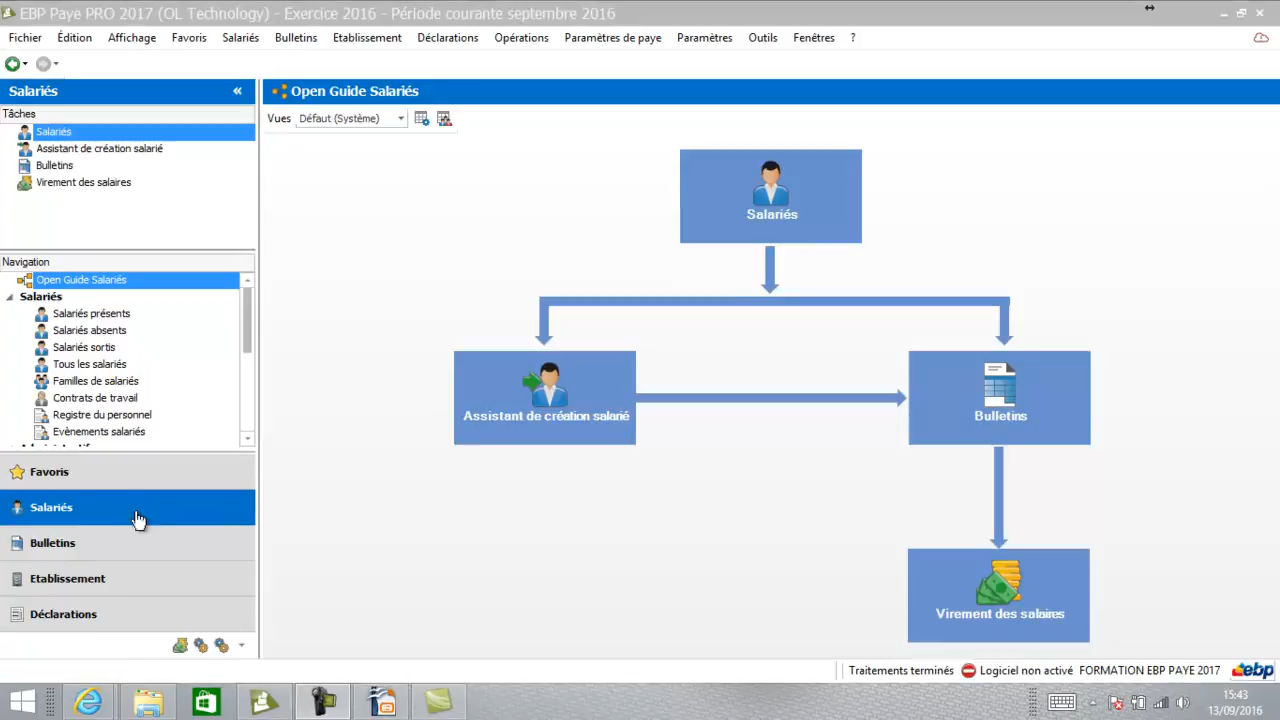 EBP Paye PRO 2017 (OL Technology) - Exercice 2016 - Période courante septembre 2016
Fichier Édition Affichage Favoris Salariés Bulletins Etablissement Déclarations Opérations Paramètres de paye Paramètres Outils Fenêtres ?
Salariés «
Tâches
Salariés
Assistant de création salarié
Bulletins
Virement des salaires
Navigation
Open Guide Salariés
Salariés
Salariés présents
Salariés absents
Salariés sortis
Tous les salariés
Familles de salariés
Contrats de travail
Registre du personnel
Evènements salariés
Favoris
Salariés
Bulletins
Etablissement
Déclarations
Open Guide Salariés
Vues Défaut (Système)
Salariés
Assistant de création salarié
Bulletins
Virement des salaires
Traitements terminés Logiciel non activé FORMATION EBP PAYE 2017 ebp
15:43
13/09/2016